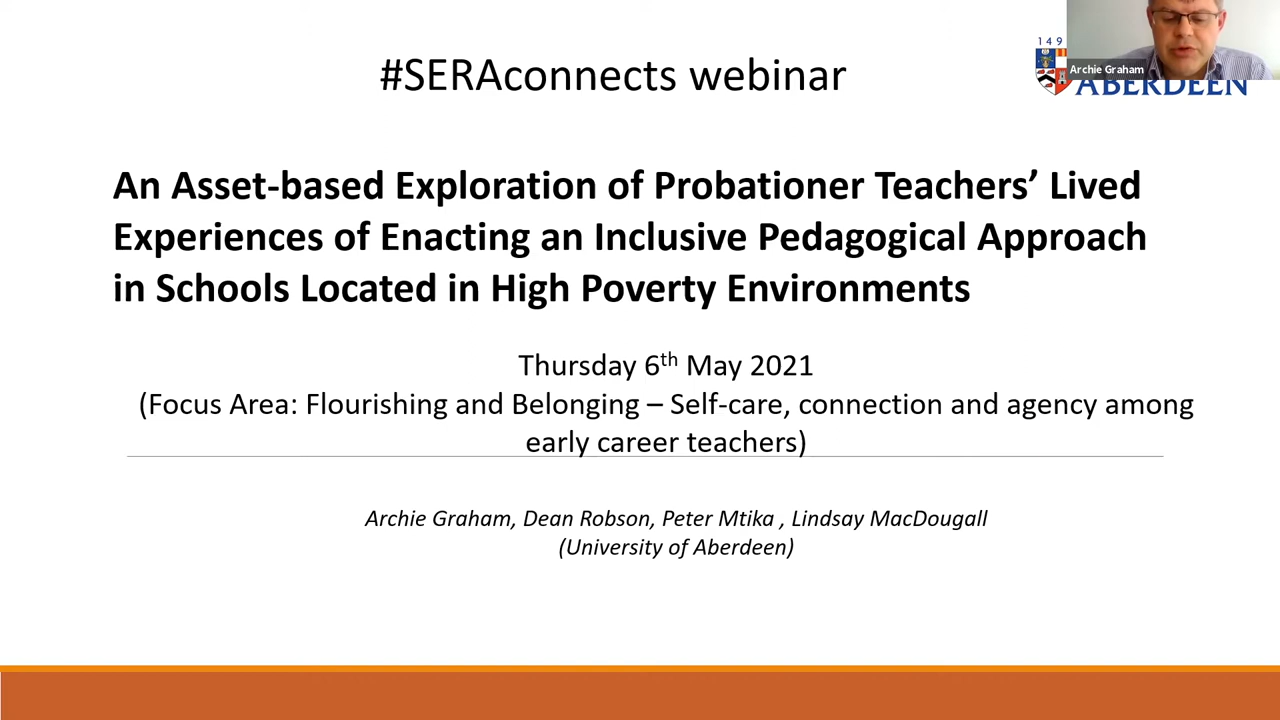 #SERAconnects webinar
149
Archie Graham
ABERDEEN
An Asset-based Exploration of Probationer Teachers’ Lived
Experiences of Enacting an Inclusive Pedagogical Approach
in Schools Located in High Poverty Environments
Thursday 6th May 2021
(Focus Area: Flourishing and Belonging – Self-care, connection and agency among
early career teachers)
Archie Graham, Dean Robson, Peter Mtika , Lindsay MacDougall
(University of Aberdeen)